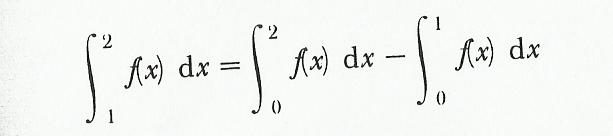 ∫₁² f(x) dx = ∫₀² f(x) dx − ∫₀¹ f(x) dx